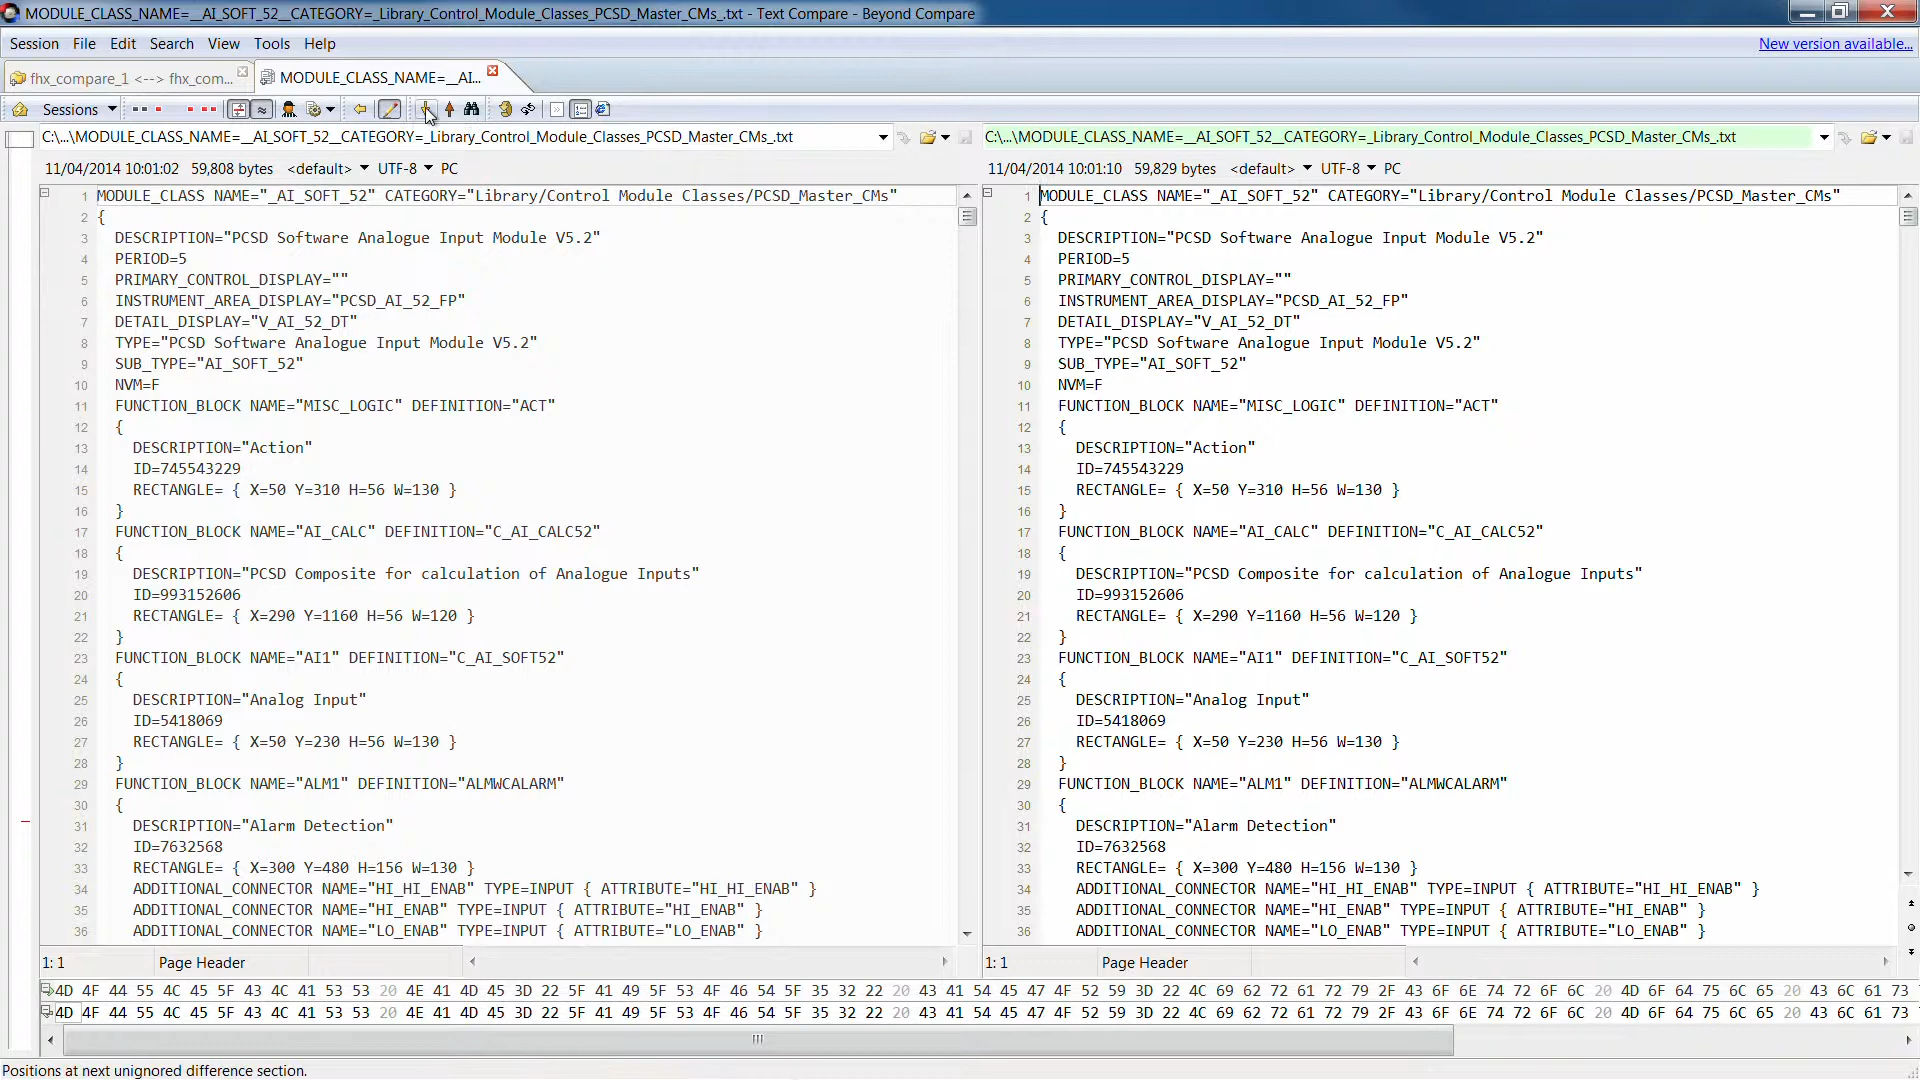 MODULE_CLASS_NAME=__AI_SOFT_52__CATEGORY=_Library_Control_Module_Classes_PCSD_Master_CMs_.txt - Text Compare - Beyond Compare
Session File Edit Search View Tools Help New version available...
fhx_compare_1 <--> fhx_com... MODULE_CLASS_NAME=__AI...
Sessions
C:\...\MODULE_CLASS_NAME=__AI_SOFT_52__CATEGORY=_Library_Control_Module_Classes_PCSD_Master_CMs_.txt
11/04/2014 10:01:02 59,808 bytes <default> UTF-8 PC
1 MODULE_CLASS NAME="_AI_SOFT_52" CATEGORY="Library/Control Module Classes/PCSD_Master_CMs"
2 {
3 DESCRIPTION="PCSD Software Analogue Input Module V5.2"
4 PERIOD=5
5 PRIMARY_CONTROL_DISPLAY=""
6 INSTRUMENT_AREA_DISPLAY="PCSD_AI_52_FP"
7 DETAIL_DISPLAY="V_AI_52_DT"
8 TYPE="PCSD Software Analogue Input Module V5.2"
9 SUB_TYPE="AI_SOFT_52"
10 NVM=F
11 FUNCTION_BLOCK NAME="MISC_LOGIC" DEFINITION="ACT"
12 {
13 DESCRIPTION="Action"
14 ID=745543229
15 RECTANGLE= { X=50 Y=310 H=56 W=130 }
16 }
17 FUNCTION_BLOCK NAME="AI_CALC" DEFINITION="C_AI_CALC52"
18 {
19 DESCRIPTION="PCSD Composite for calculation of Analogue Inputs"
20 ID=993152606
21 RECTANGLE= { X=290 Y=1160 H=56 W=120 }
22 }
23 FUNCTION_BLOCK NAME="AI1" DEFINITION="C_AI_SOFT52"
24 {
25 DESCRIPTION="Analog Input"
26 ID=5418069
27 RECTANGLE= { X=50 Y=230 H=56 W=130 }
28 }
29 FUNCTION_BLOCK NAME="ALM1" DEFINITION="ALMWCALARM"
30 {
31 DESCRIPTION="Alarm Detection"
32 ID=7632568
33 RECTANGLE= { X=300 Y=480 H=156 W=130 }
34 ADDITIONAL_CONNECTOR NAME="HI_HI_ENAB" TYPE=INPUT { ATTRIBUTE="HI_HI_ENAB" }
35 ADDITIONAL_CONNECTOR NAME="HI_ENAB" TYPE=INPUT { ATTRIBUTE="HI_ENAB" }
36 ADDITIONAL_CONNECTOR NAME="LO_ENAB" TYPE=INPUT { ATTRIBUTE="LO_ENAB" }
1: 1 Page Header
C:\...\MODULE_CLASS_NAME=__AI_SOFT_52__CATEGORY=_Library_Control_Module_Classes_PCSD_Master_CMs_.txt
11/04/2014 10:01:10 59,829 bytes <default> UTF-8 PC
1 MODULE_CLASS NAME="_AI_SOFT_52" CATEGORY="Library/Control Module Classes/PCSD_Master_CMs"
2 {
3 DESCRIPTION="PCSD Software Analogue Input Module V5.2"
4 PERIOD=5
5 PRIMARY_CONTROL_DISPLAY=""
6 INSTRUMENT_AREA_DISPLAY="PCSD_AI_52_FP"
7 DETAIL_DISPLAY="V_AI_52_DT"
8 TYPE="PCSD Software Analogue Input Module V5.2"
9 SUB_TYPE="AI_SOFT_52"
10 NVM=F
11 FUNCTION_BLOCK NAME="MISC_LOGIC" DEFINITION="ACT"
12 {
13 DESCRIPTION="Action"
14 ID=745543229
15 RECTANGLE= { X=50 Y=310 H=56 W=130 }
16 }
17 FUNCTION_BLOCK NAME="AI_CALC" DEFINITION="C_AI_CALC52"
18 {
19 DESCRIPTION="PCSD Composite for calculation of Analogue Inputs"
20 ID=993152606
21 RECTANGLE= { X=290 Y=1160 H=56 W=120 }
22 }
23 FUNCTION_BLOCK NAME="AI1" DEFINITION="C_AI_SOFT52"
24 {
25 DESCRIPTION="Analog Input"
26 ID=5418069
27 RECTANGLE= { X=50 Y=230 H=56 W=130 }
28 }
29 FUNCTION_BLOCK NAME="ALM1" DEFINITION="ALMWCALARM"
30 {
31 DESCRIPTION="Alarm Detection"
32 ID=7632568
33 RECTANGLE= { X=300 Y=480 H=156 W=130 }
34 ADDITIONAL_CONNECTOR NAME="HI_HI_ENAB" TYPE=INPUT { ATTRIBUTE="HI_HI_ENAB" }
35 ADDITIONAL_CONNECTOR NAME="HI_ENAB" TYPE=INPUT { ATTRIBUTE="HI_ENAB" }
36 ADDITIONAL_CONNECTOR NAME="LO_ENAB" TYPE=INPUT { ATTRIBUTE="LO_ENAB" }
1: 1 Page Header
4D 4F 44 55 4C 45 5F 43 4C 41 53 53 20 4E 41 4D 45 3D 22 5F 41 49 5F 53 4F 46 54 5F 35 32 22 20 43 41 54 45 47 4F 52 59 3D 22 4C 69 62 72 61 72 79 2F 43 6F 6E 74 72 6F 6C 20 4D 6F 64 75 6C 65 20 43 6C 61 73
4D 4F 44 55 4C 45 5F 43 4C 41 53 53 20 4E 41 4D 45 3D 22 5F 41 49 5F 53 4F 46 54 5F 35 32 22 20 43 41 54 45 47 4F 52 59 3D 22 4C 69 62 72 61 72 79 2F 43 6F 6E 74 72 6F 6C 20 4D 6F 64 75 6C 65 20 43 6C 61 73
Positions at next unignored difference section.